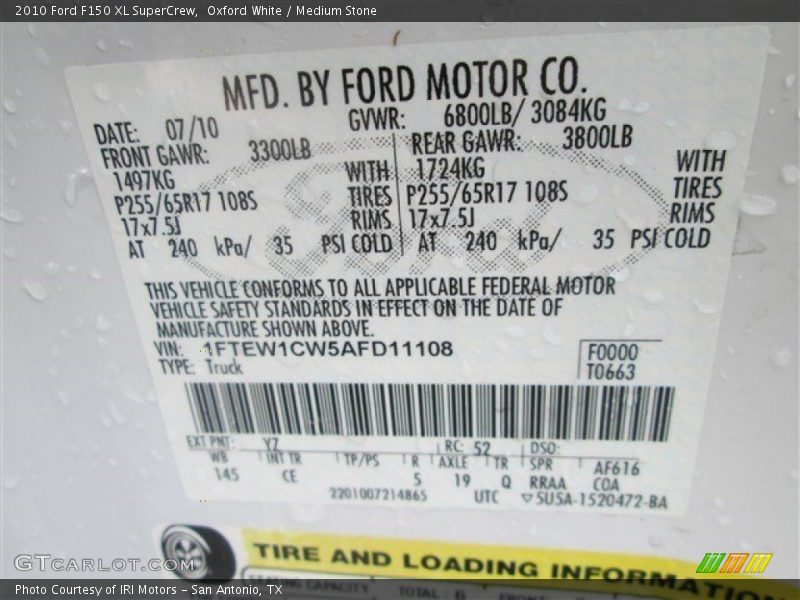 2010 Ford F150 XL SuperCrew, Oxford White / Medium Stone
MFD. BY FORD MOTOR CO.
DATE: 07/10 GVWR: 6800LB/ 3084KG
FRONT GAWR: 3300LB REAR GAWR: 3800LB
1497KG WITH 1724KG WITH
P255/65R17 108S TIRES P255/65R17 108S TIRES
17x7.5J RIMS 17x7.5J RIMS
AT 240 kPa/ 35 PSI COLD AT 240 kPa/ 35 PSI COLD
THIS VEHICLE CONFORMS TO ALL APPLICABLE FEDERAL MOTOR
VEHICLE SAFETY STANDARDS IN EFFECT ON THE DATE OF
MANUFACTURE SHOWN ABOVE.
VIN: 1FTEW1CW5AFD11108 F0000
TYPE: Truck T0663
EXT PNT: YZ RC: 52 DSO:
WB INT TR TP/PS R AXLE TR SPR AF616
145 CE 5 19 Q RRAA COA
2201007214865 UTC ▽5U5A-1520472-BA
TIRE AND LOADING INFORMATION
SEATING CAPACITY TOTAL : 6
GTCarLot.com
Photo Courtesy of IRI Motors – San Antonio, TX